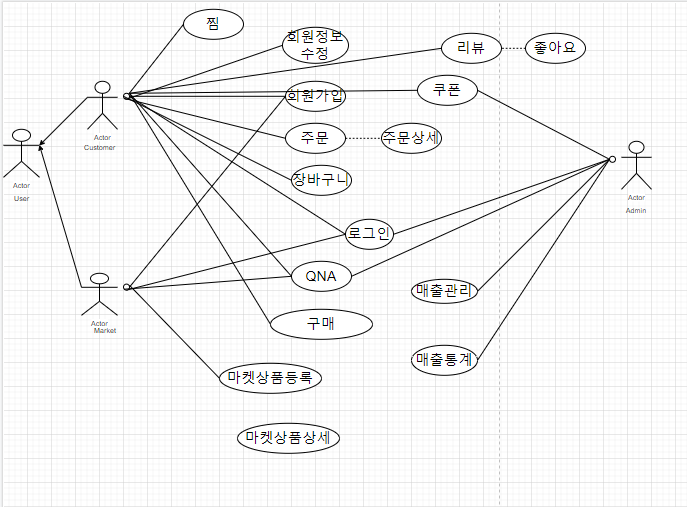 찜
회원정보
수정
리뷰
좋아요
쿠폰
회원가입
주문
주문상세
장바구니
로그인
QNA
구매
매출관리
매출통계
마켓상품등록
마켓상품상세
Actor
Customer
Actor
User
Actor
Market
Actor
Admin